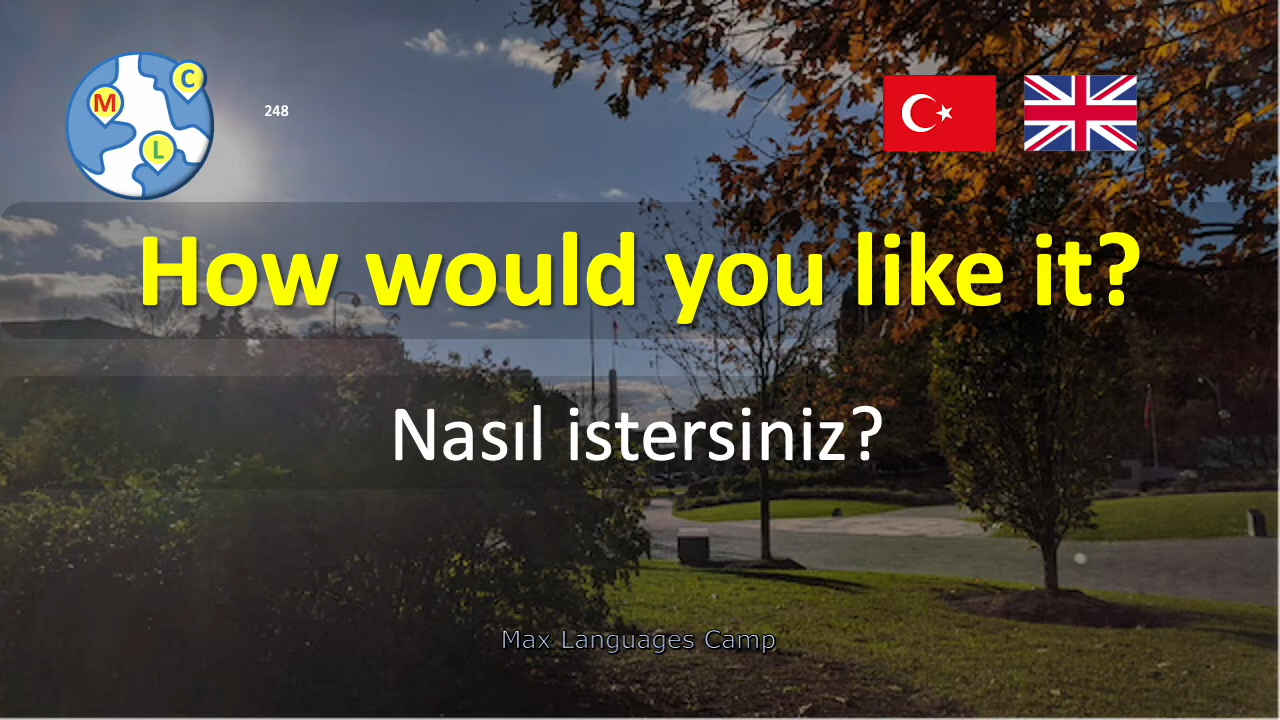 C
M
248
L
How would you like it?
Nasıl istersiniz?
Max Languages Camp